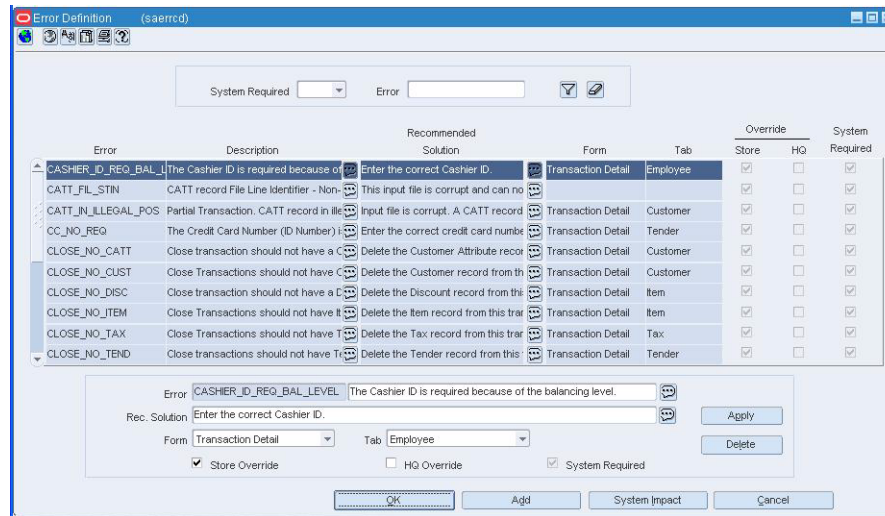 Error Definition (saerrcd)
System Required Error
Override System
Error Description Recommended Solution Form Tab Store HQ Required
CASHIER_ID_REQ_BAL_L The Cashier ID is required because of Enter the correct Cashier ID. Transaction Detail Employee
CATT_FIL_STIN CATT record File Line Identifier - Non- This input file is corrupt and can no
CATT_IN_ILLEGAL_POS Partial Transaction. CATT record in ille Input file is corrupt. A CATT record Transaction Detail Customer
CC_NO_REQ The Credit Card Number (ID Number) i Enter the correct credit card numbe Transaction Detail Tender
CLOSE_NO_CATT Close transaction should not have a C Delete the Customer Attribute recor Transaction Detail Customer
CLOSE_NO_CUST Close Transactions should not have C Delete the Customer record from th Transaction Detail Customer
CLOSE_NO_DISC Close transactions should not have a D Delete the Discount record from thi Transaction Detail Item
CLOSE_NO_ITEM Close Transactions should not have It Delete the Item record from this trar Transaction Detail Item
CLOSE_NO_TAX Close Transactions should not have T Delete the Tax record from this trar Transaction Detail Tax
CLOSE_NO_TEND Close transactions should not have Te Delete the Tender record from this Transaction Detail Tender
Error CASHIER_ID_REQ_BAL_LEVEL The Cashier ID is required because of the balancing level.
Rec. Solution Enter the correct Cashier ID. Apply
Form Transaction Detail Tab Employee Delete
Store Override HQ Override System Required
OK Add System Impact Cancel